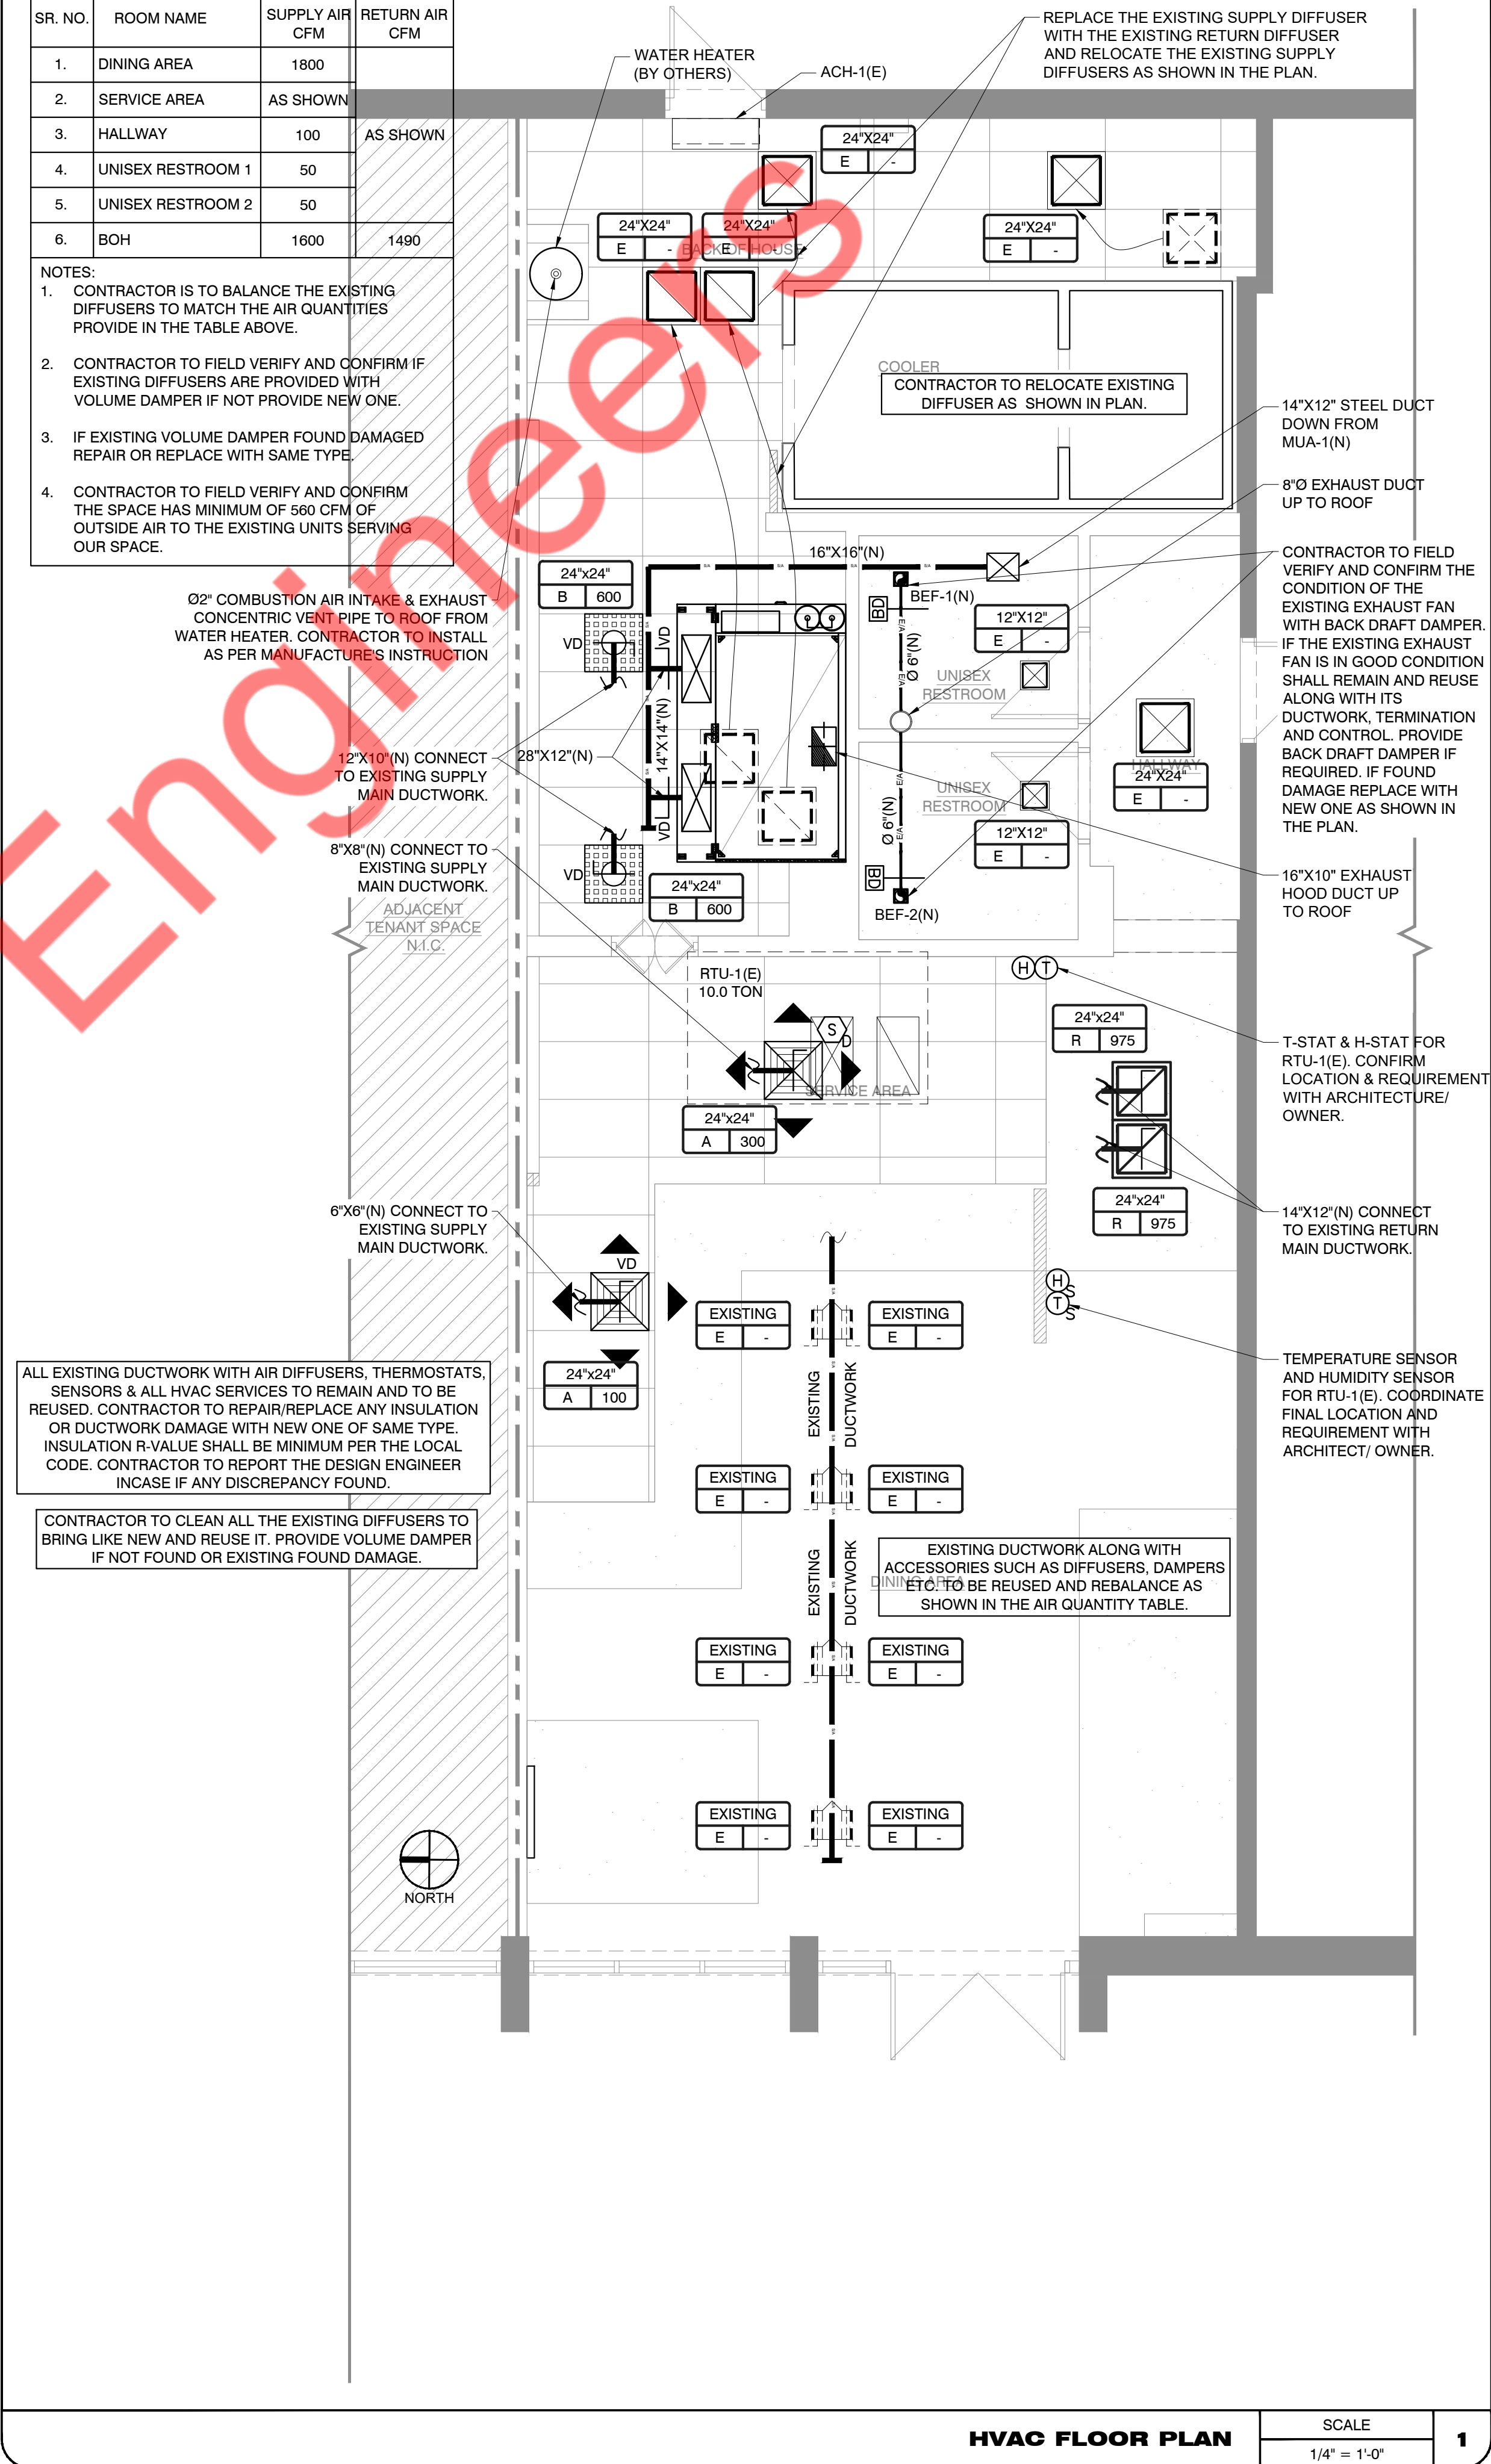 SR. NO. ROOM NAME SUPPLY AIR CFM RETURN AIR CFM
1. DINING AREA 1800
2. SERVICE AREA AS SHOWN
3. HALLWAY 100 AS SHOWN
4. UNISEX RESTROOM 1 50
5. UNISEX RESTROOM 2 50
6. BOH 1600 1490
NOTES:
1. CONTRACTOR IS TO BALANCE THE EXISTING
DIFFUSERS TO MATCH THE AIR QUANTITIES
PROVIDE IN THE TABLE ABOVE.
2. CONTRACTOR TO FIELD VERIFY AND CONFIRM IF
EXISTING DIFFUSERS ARE PROVIDED WITH
VOLUME DAMPER IF NOT PROVIDE NEW ONE.
3. IF EXISTING VOLUME DAMPER FOUND DAMAGED
REPAIR OR REPLACE WITH SAME TYPE.
4. CONTRACTOR TO FIELD VERIFY AND CONFIRM
THE SPACE HAS MINIMUM OF 560 CFM OF
OUTSIDE AIR TO THE EXISTING UNITS SERVING
OUR SPACE.
WATER HEATER
(BY OTHERS)
ACH-1(E)
REPLACE THE EXISTING SUPPLY DIFFUSER
WITH THE EXISTING RETURN DIFFUSER
AND RELOCATE THE EXISTING SUPPLY
DIFFUSERS AS SHOWN IN THE PLAN.
24"X24"
E -
24"X24"
E -
24"X24"
E -
24"X24"
E -
BACK OF HOUSE
COOLER
CONTRACTOR TO RELOCATE EXISTING
DIFFUSER AS SHOWN IN PLAN.
14"X12" STEEL DUCT
DOWN FROM
MUA-1(N)
8"Ø EXHAUST DUCT
UP TO ROOF
CONTRACTOR TO FIELD
VERIFY AND CONFIRM THE
CONDITION OF THE
EXISTING EXHAUST FAN
WITH BACK DRAFT DAMPER.
IF THE EXISTING EXHAUST
FAN IS IN GOOD CONDITION
SHALL REMAIN AND REUSE
ALONG WITH ITS
DUCTWORK, TERMINATION
AND CONTROL. PROVIDE
BACK DRAFT DAMPER IF
REQUIRED. IF FOUND
DAMAGE REPLACE WITH
NEW ONE AS SHOWN IN
THE PLAN.
Ø2" COMBUSTION AIR INTAKE & EXHAUST
CONCENTRIC VENT PIPE TO ROOF FROM
WATER HEATER. CONTRACTOR TO INSTALL
AS PER MANUFACTURE'S INSTRUCTION
24"x24"
B 600
16"X16"(N)
BEF-1(N)
BD
Ø 6"(N)
E/A
E/A
12"X12"
E -
UNISEX
RESTROOM
VD
VD
14"X14"(N)
28"X12"(N)
VD
VD
12"X10"(N) CONNECT
TO EXISTING SUPPLY
MAIN DUCTWORK.
UNISEX
RESTROOM
12"X12"
E -
HALLWAY
24"X24"
E -
Ø 6"(N)
E/A
E/A
BD
BEF-2(N)
24"x24"
B 600
8"X8"(N) CONNECT TO
EXISTING SUPPLY
MAIN DUCTWORK.
ADJACENT
TENANT SPACE
N.I.C.
16"X10" EXHAUST
HOOD DUCT UP
TO ROOF
RTU-1(E)
10.0 TON
S
D
SERVICE AREA
24"x24"
A 300
H T
24"x24"
R 975
24"x24"
R 975
T-STAT & H-STAT FOR
RTU-1(E). CONFIRM
LOCATION & REQUIREMENT
WITH ARCHITECTURE/
OWNER.
14"X12"(N) CONNECT
TO EXISTING RETURN
MAIN DUCTWORK.
6"X6"(N) CONNECT TO
EXISTING SUPPLY
MAIN DUCTWORK.
VD
24"x24"
A 100
H S
T S
TEMPERATURE SENSOR
AND HUMIDITY SENSOR
FOR RTU-1(E). COORDINATE
FINAL LOCATION AND
REQUIREMENT WITH
ARCHITECT/ OWNER.
EXISTING
E -
EXISTING
E -
EXISTING DUCTWORK
EXISTING
E -
EXISTING
E -
EXISTING DUCTWORK
EXISTING
E -
EXISTING
E -
EXISTING
E -
EXISTING
E -
ALL EXISTING DUCTWORK WITH AIR DIFFUSERS, THERMOSTATS,
SENSORS & ALL HVAC SERVICES TO REMAIN AND TO BE
REUSED. CONTRACTOR TO REPAIR/REPLACE ANY INSULATION
OR DUCTWORK DAMAGE WITH NEW ONE OF SAME TYPE.
INSULATION R-VALUE SHALL BE MINIMUM PER THE LOCAL
CODE. CONTRACTOR TO REPORT THE DESIGN ENGINEER
INCASE IF ANY DISCREPANCY FOUND.
CONTRACTOR TO CLEAN ALL THE EXISTING DIFFUSERS TO
BRING LIKE NEW AND REUSE IT. PROVIDE VOLUME DAMPER
IF NOT FOUND OR EXISTING FOUND DAMAGE.
DINING AREA
EXISTING DUCTWORK ALONG WITH
ACCESSORIES SUCH AS DIFFUSERS, DAMPERS
ETC. TO BE REUSED AND REBALANCE AS
SHOWN IN THE AIR QUANTITY TABLE.
NORTH
Engineers
HVAC FLOOR PLAN
SCALE
1/4" = 1'-0"
1